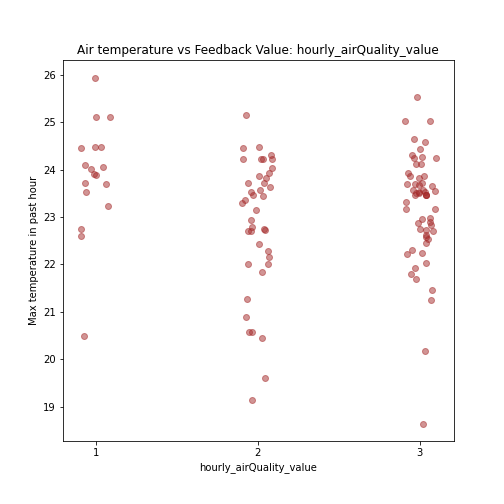 Air temperature vs Feedback Value: hourly_airQuality_value
Max temperature in past hour
26
25
24
23
22
21
20
19
1 2 3
hourly_airQuality_value